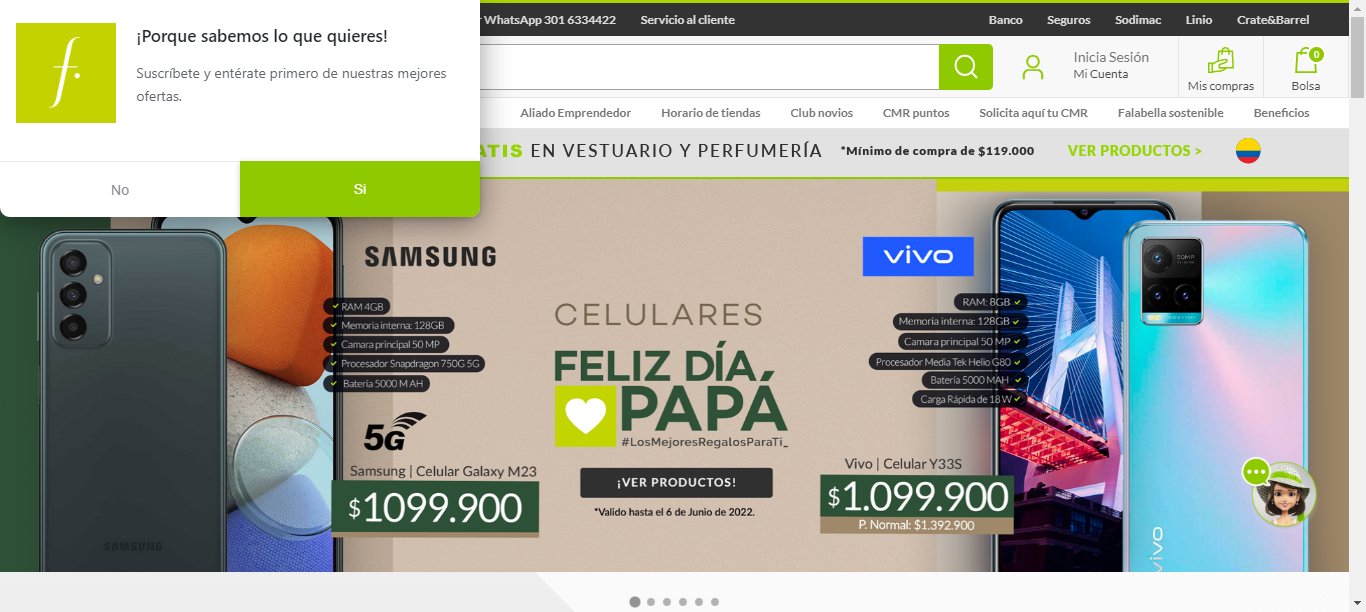 ¡Porque sabemos lo que quieres!
Suscríbete y entérate primero de nuestras mejores
ofertas.
No
Si
WhatsApp 301 6334422
Servicio al cliente
Banco
Seguros
Sodimac
Linio
Crate&Barrel
Inicia Sesión
Mi Cuenta
Mis compras
0
Bolsa
Aliado Emprendedor
Horario de tiendas
Club novios
CMR puntos
Solicita aquí tu CMR
Falabella sostenible
Beneficios
EN VESTUARIO Y PERFUMERÍA
*Mínimo de compra de $119.000
VER PRODUCTOS >
SAMSUNG
RAM 4GB
Memoria interna: 128GB
Camara principal 50 MP
Procesador Snapdragon 750G 5G
Batería 5000 M AH
5G
Samsung | Celular Galaxy M23
$1099.900
SAMSUNG
CELULARES
FELIZ DÍA
PAPÁ
#LosMejoresRegalosParaTi_
¡VER PRODUCTOS!
*Valido hasta el 6 de Junio de 2022.
vivo
RAM: 8GB
Memoria interna: 128GB
Camara principal 50 MP
Procesador Media Tek Helio G80
Batería 5000 MAH
Carga Rápida de 18 W
Vivo | Celular Y33S
$1.099.900
P. Normal: $1.392.900
50MP
vivo